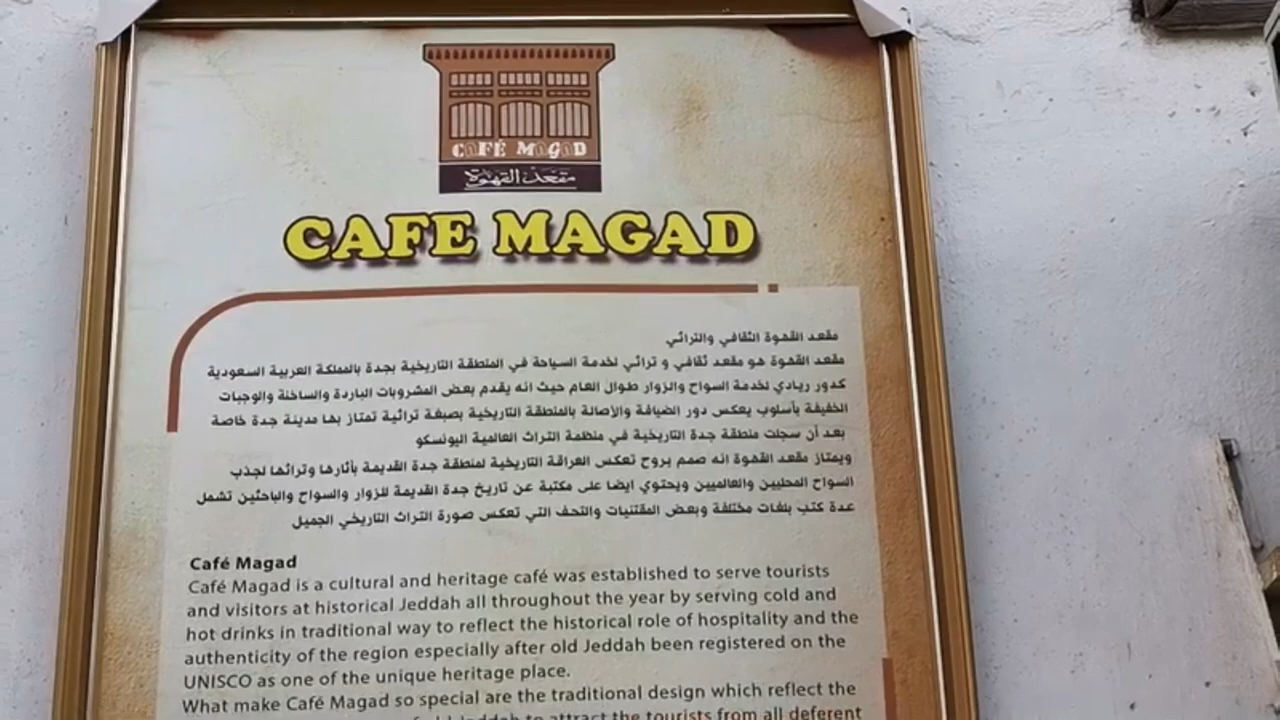 CAFÉ MAGAD
مقعد القهوة
CAFE MAGAD
مقعد القهوة الثقافي والتراثي
مقعد القهوة هو مقعد ثقافي و تراثي لخدمة السياحة في المنطقة التاريخية بجدة بالمملكة العربية السعودية
كدور ريادي لخدمة السواح والزوار طوال العام حيث انه يقدم بعض المشروبات الباردة والساخنة والوجبات
الخفيفة بأسلوب يعكس دور الضيافة والأصالة بالمنطقة التاريخية بصبغة تراثية تمتاز بها مدينة جدة خاصة
بعد أن سجلت منطقة جدة التاريخية في منظمة التراث العالمية اليونسكو
ويمتاز مقعد القهوة انه صمم بروح تعكس العراقة التاريخية لمنطقة جدة القديمة بأثارها وتراثها لجذب
السواح المحليين والعالميين ويحتوي ايضا على مكتبة عن تاريخ جدة القديمة للزوار والسواح والباحثين تشمل
عدة كتب بلغات مختلفة وبعض المقتنيات والتحف التي تعكس صورة التراث التاريخي الجميل
Café Magad
Café Magad is a cultural and heritage café was established to serve tourists
and visitors at historical Jeddah all throughout the year by serving cold and
hot drinks in traditional way to reflect the historical role of hospitality and the
authenticity of the region especially after old Jeddah been registered on the
UNISCO as one of the unique heritage place.
What make Café Magad so special are the traditional design which reflect the
Jeddah to attract the tourists from all deferent